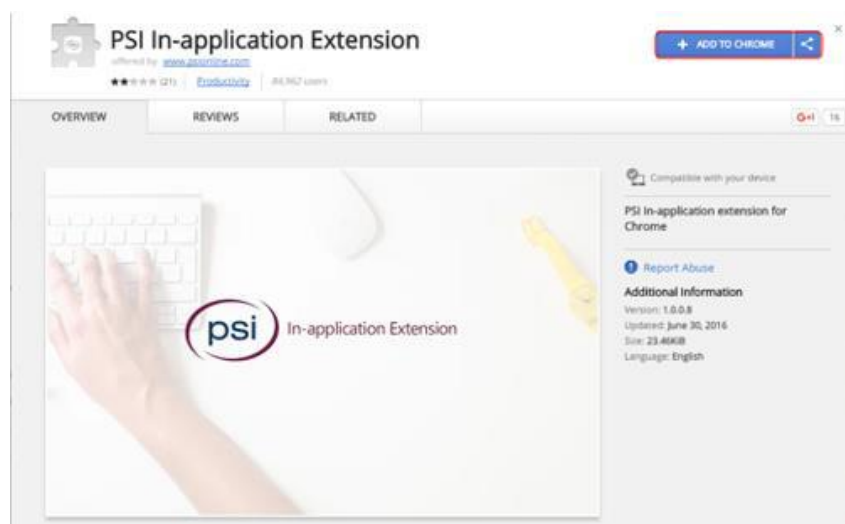 PSI In-application Extension
offered by www.psionline.com
(21) Productivity users
+ ADD TO CHROME
OVERVIEW REVIEWS RELATED
G+1 16
Compatible with your device
PSI In-application extension for
Chrome
Report Abuse
Additional Information
Version: 1.0.0.8
Updated: June 30, 2016
Size: 23.46KiB
Language: English
psi In-application Extension